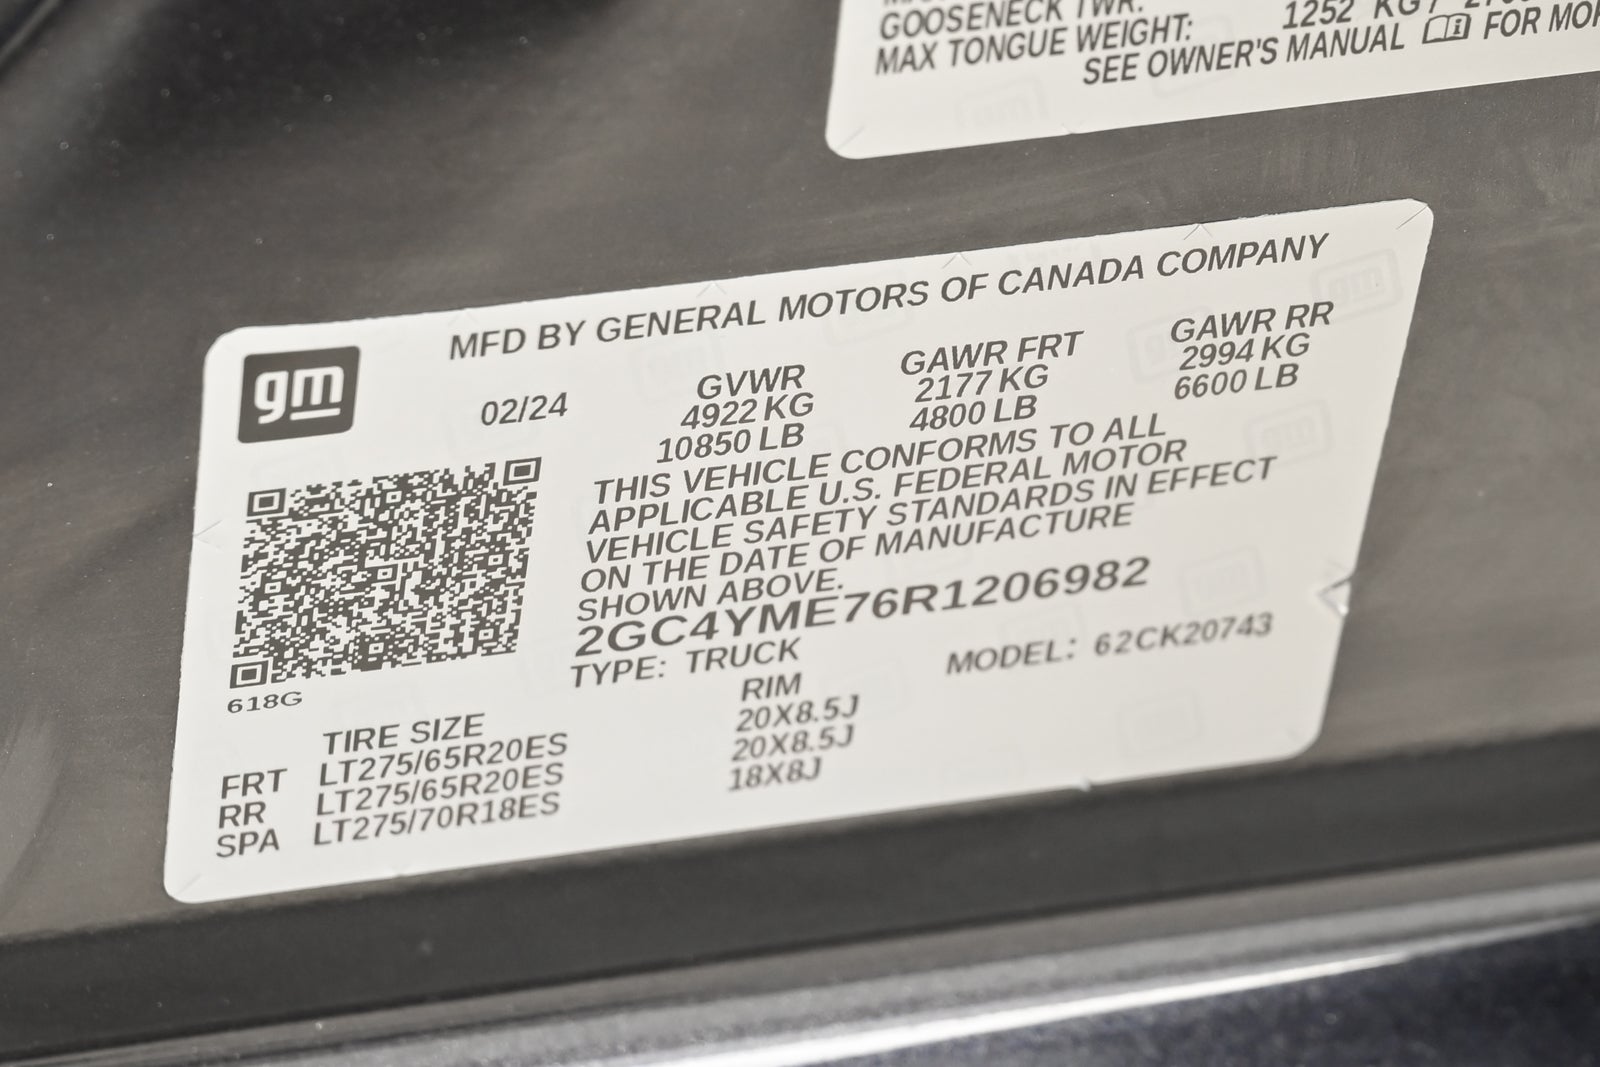 GOOSENECK TWR:
MAX TONGUE WEIGHT: 1252 KG /
SEE OWNER'S MANUAL FOR
MFD BY GENERAL MOTORS OF CANADA COMPANY
gm
02/24
GVWR GAWR FRT GAWR RR
4922 KG 2177 KG 2994 KG
10850 LB 4800 LB 6600 LB
THIS VEHICLE CONFORMS TO ALL
APPLICABLE U.S. FEDERAL MOTOR
VEHICLE SAFETY STANDARDS IN EFFECT
ON THE DATE OF MANUFACTURE
SHOWN ABOVE.
2GC4YME76R1206982
TYPE: TRUCK MODEL: 62CK20743
618G
TIRE SIZE RIM
FRT LT275/65R20ES 20X8.5J
RR LT275/65R20ES 20X8.5J
SPA LT275/70R18ES 18X8J